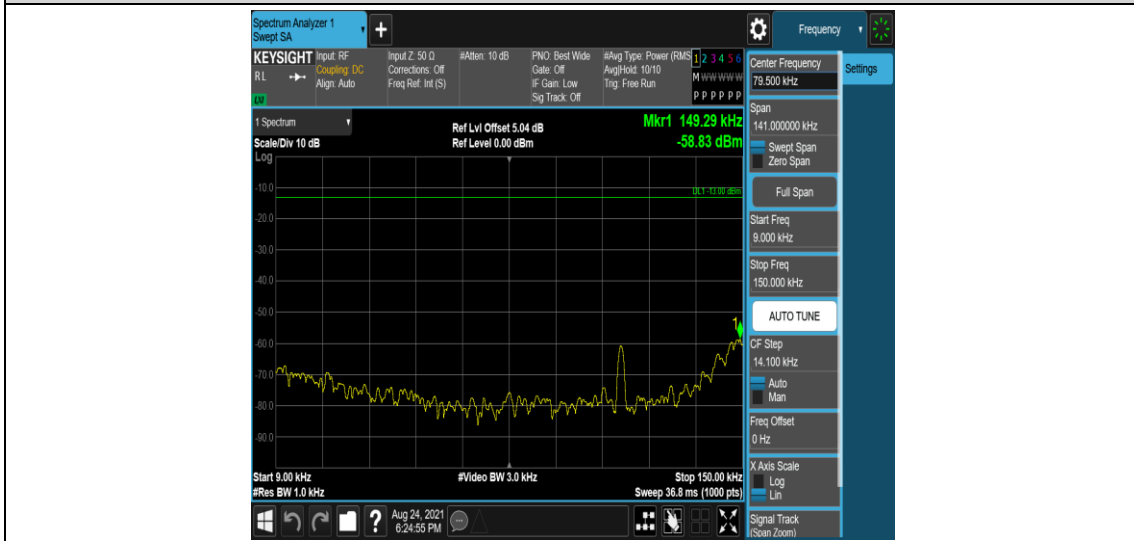 Spectrum Analyzer 1
Swept SA
+
Frequency
KEYSIGHT
RL
Input: RF
Coupling: DC
Align: Auto
Input Z: 50 Ω
Corrections: Off
Freq Ref: Int (S)
#Atten: 10 dB
PNO: Best Wide
Gate: Off
IF Gain: Low
Sig Track: Off
#Avg Type: Power (RMS
Avg|Hold: 10/10
Trig: Free Run
1 2 3 4 5 6
M W W W W W
P P P P P P
1 Spectrum
Scale/Div 10 dB
Log
Ref Lvl Offset 5.04 dB
Ref Level 0.00 dBm
Mkr1 149.29 kHz
-58.83 dBm
DL1 -13.00 dBm
-10.0
-20.0
-30.0
-40.0
-50.0
-60.0
-70.0
-80.0
-90.0
1
Start 9.00 kHz
#Res BW 1.0 kHz
#Video BW 3.0 kHz
Stop 150.00 kHz
Sweep 36.8 ms (1000 pts)
?
Aug 24, 2021
6:24:55 PM
Center Frequency
79.500 kHz
Settings
Span
141.000000 kHz
Swept Span
Zero Span
Full Span
Start Freq
9.000 kHz
Stop Freq
150.000 kHz
AUTO TUNE
CF Step
14.100 kHz
Auto
Man
Freq Offset
0 Hz
X Axis Scale
Log
Lin
Signal Track
(Span Zoom)